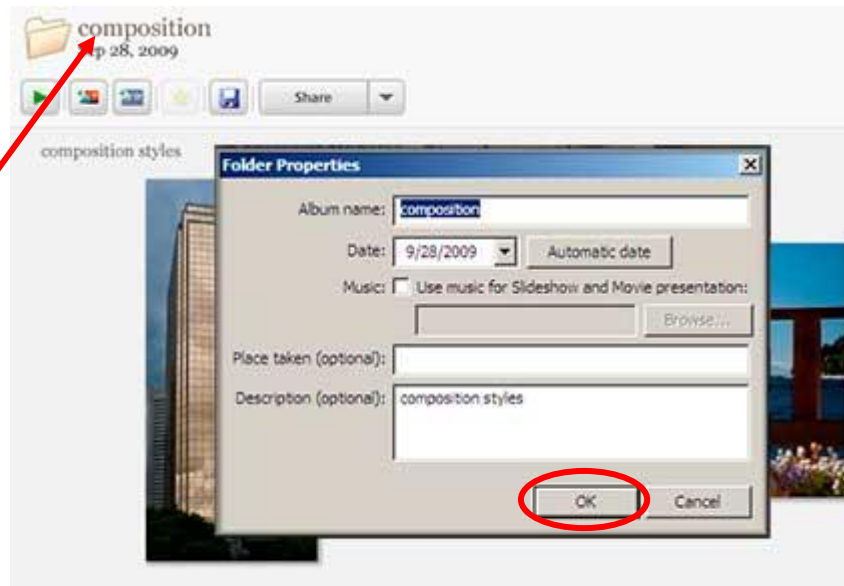 composition
Sep 28, 2009
Share
composition styles
Folder Properties
Album name: composition
Date: 9/28/2009 Automatic date
Music: Use music for Slideshow and Movie presentation:
Browse...
Place taken (optional):
Description (optional): composition styles
OK Cancel